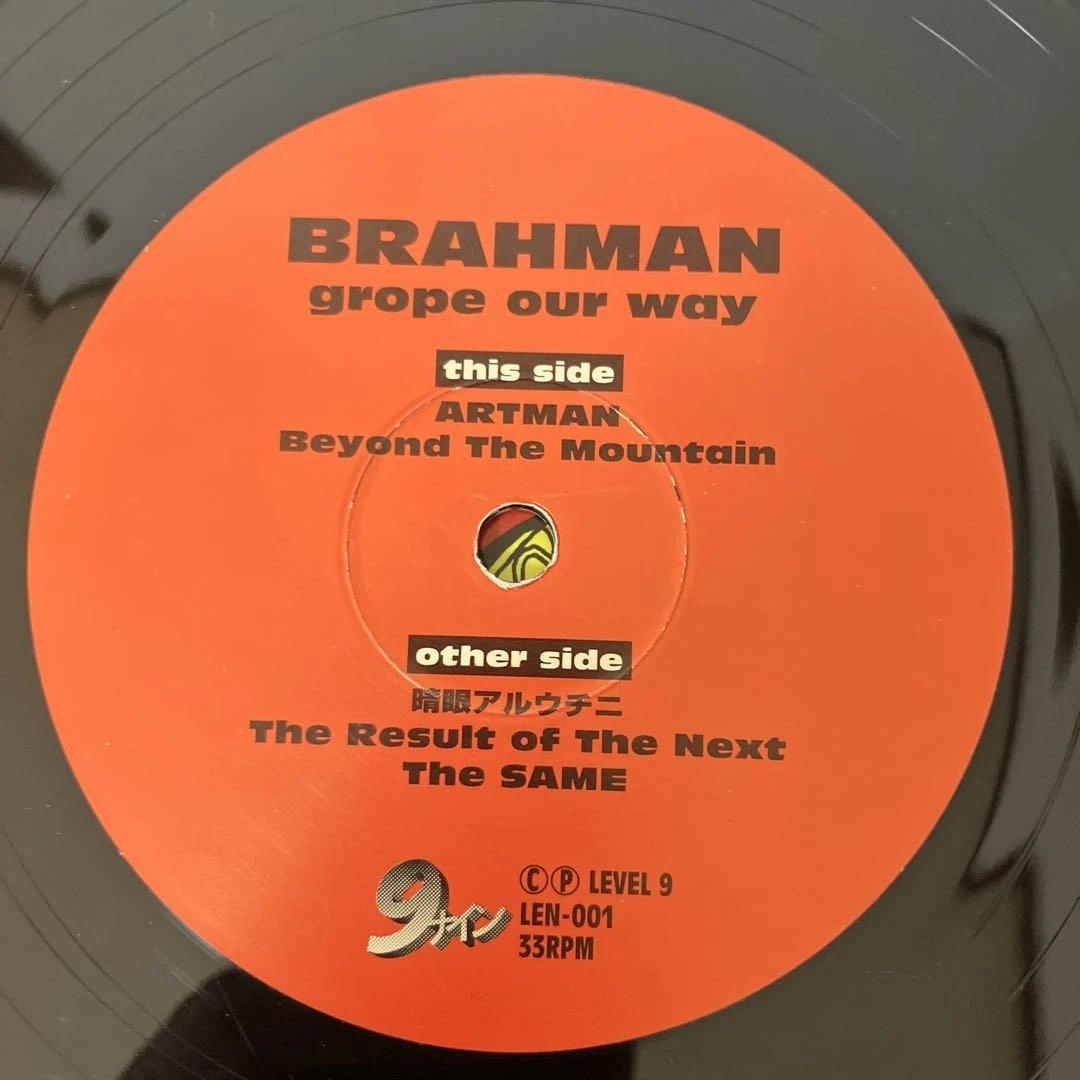 BRAHMAN
grope our way
this side
ARTMAN
Beyond The Mountain
other side
晴眼アルウチニ
The Result of The Next
The SAME
9ナイン
ⒸⓅ LEVEL 9
LEN-001
33RPM